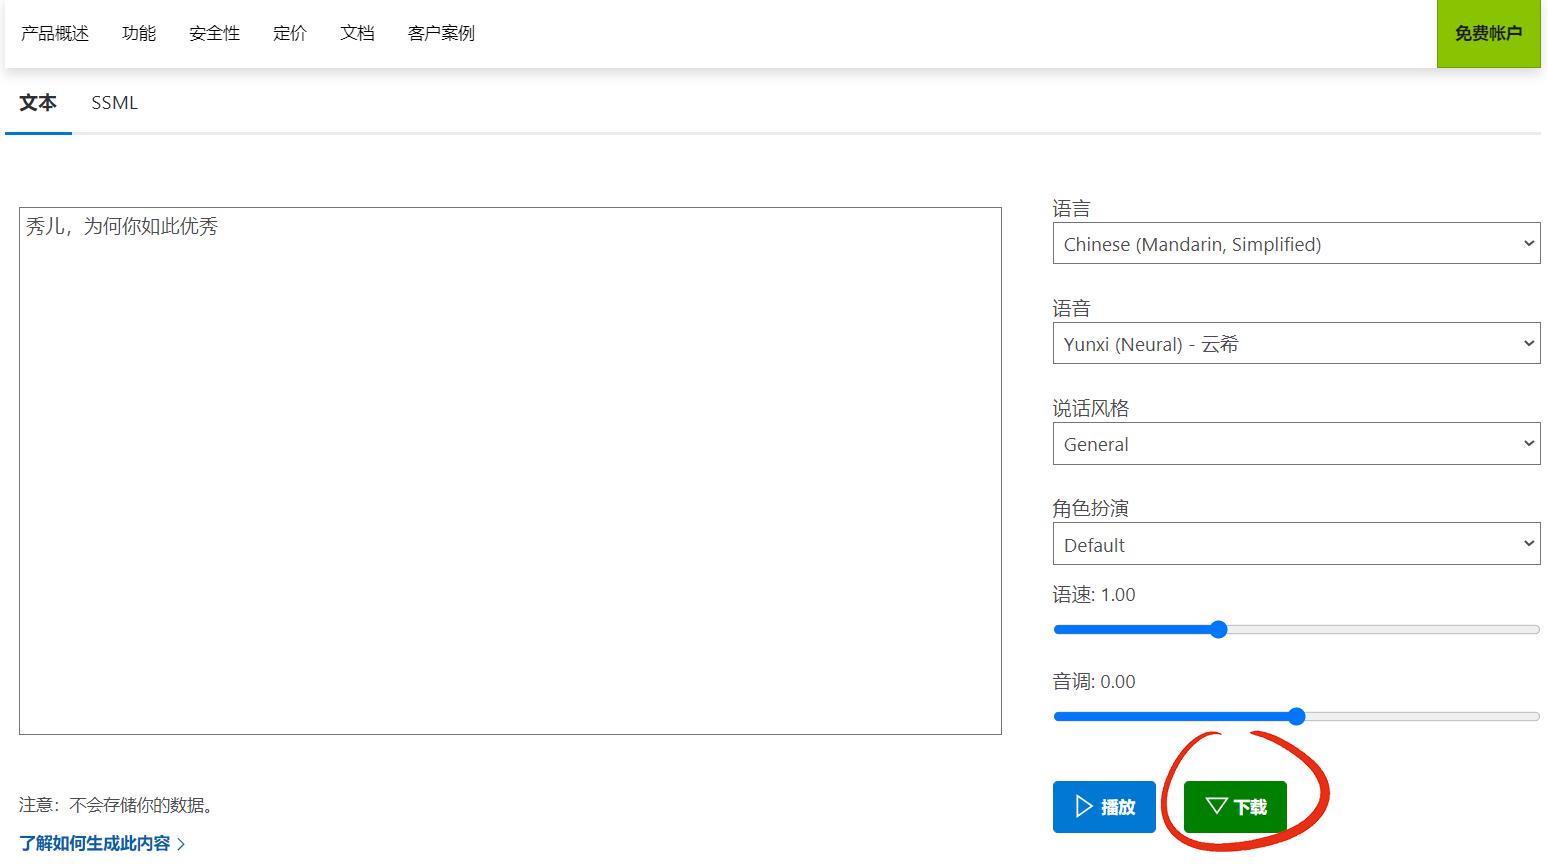 产品概述 功能 安全性 定价 文档 客户案例 免费帐户
文本 SSML
秀儿，为何你如此优秀
语言
Chinese (Mandarin, Simplified)
语音
Yunxi (Neural) - 云希
说话风格
General
角色扮演
Default
语速: 1.00
音调: 0.00
播放 下载
注意：不会存储你的数据。
了解如何生成此内容 >